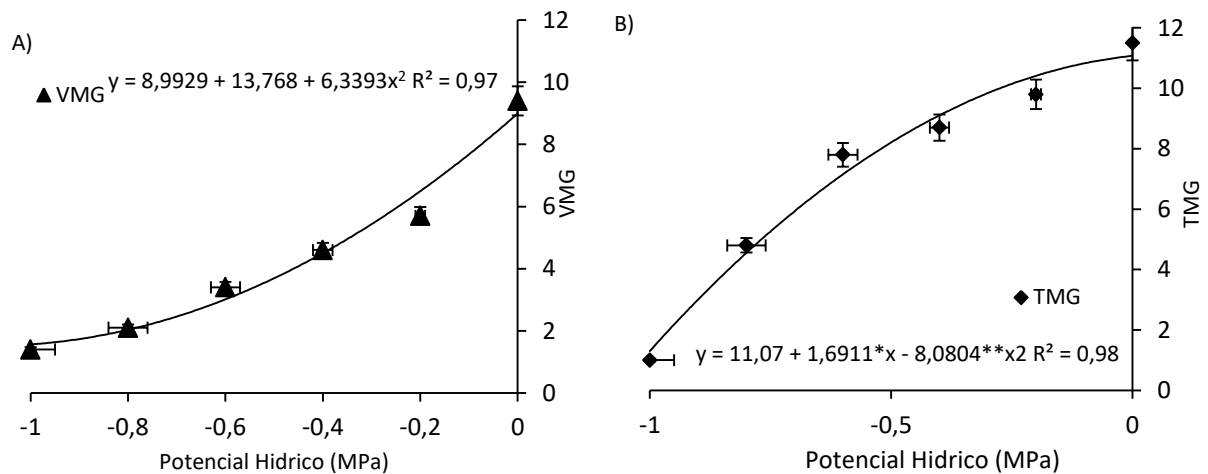 A)
VMG
y = 8,9929 + 13,768 + 6,3393x² R² = 0,97
12
10
8
6
4
2
0
VMG
-1 -0,8 -0,6 -0,4 -0,2 0
Potencial Hidrico (MPa)
B)
12
10
8
6
4
2
0
TMG
TMG
y = 11,07 + 1,6911*x - 8,0804**x2 R² = 0,98
-1 -0,5 0
Potencial Hidrico (MPa)